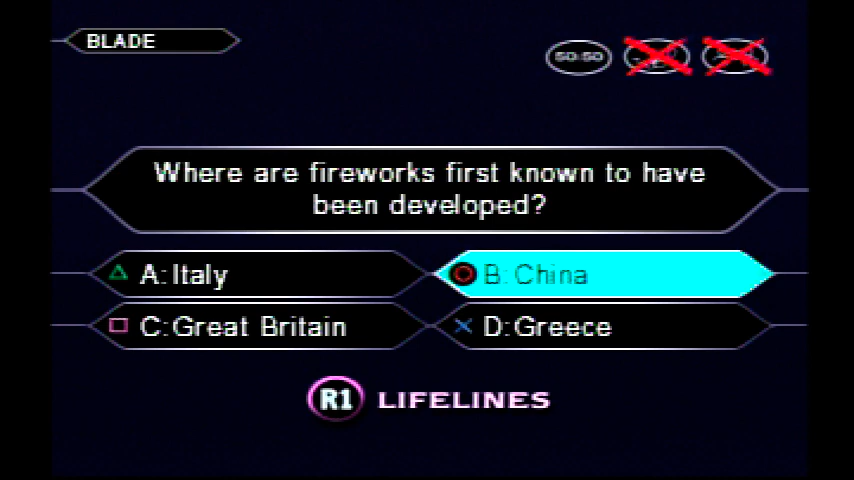 BLADE
50:50
Where are fireworks first known to have
been developed?
A: Italy
B: China
C: Great Britain
D: Greece
R1 LIFELINES